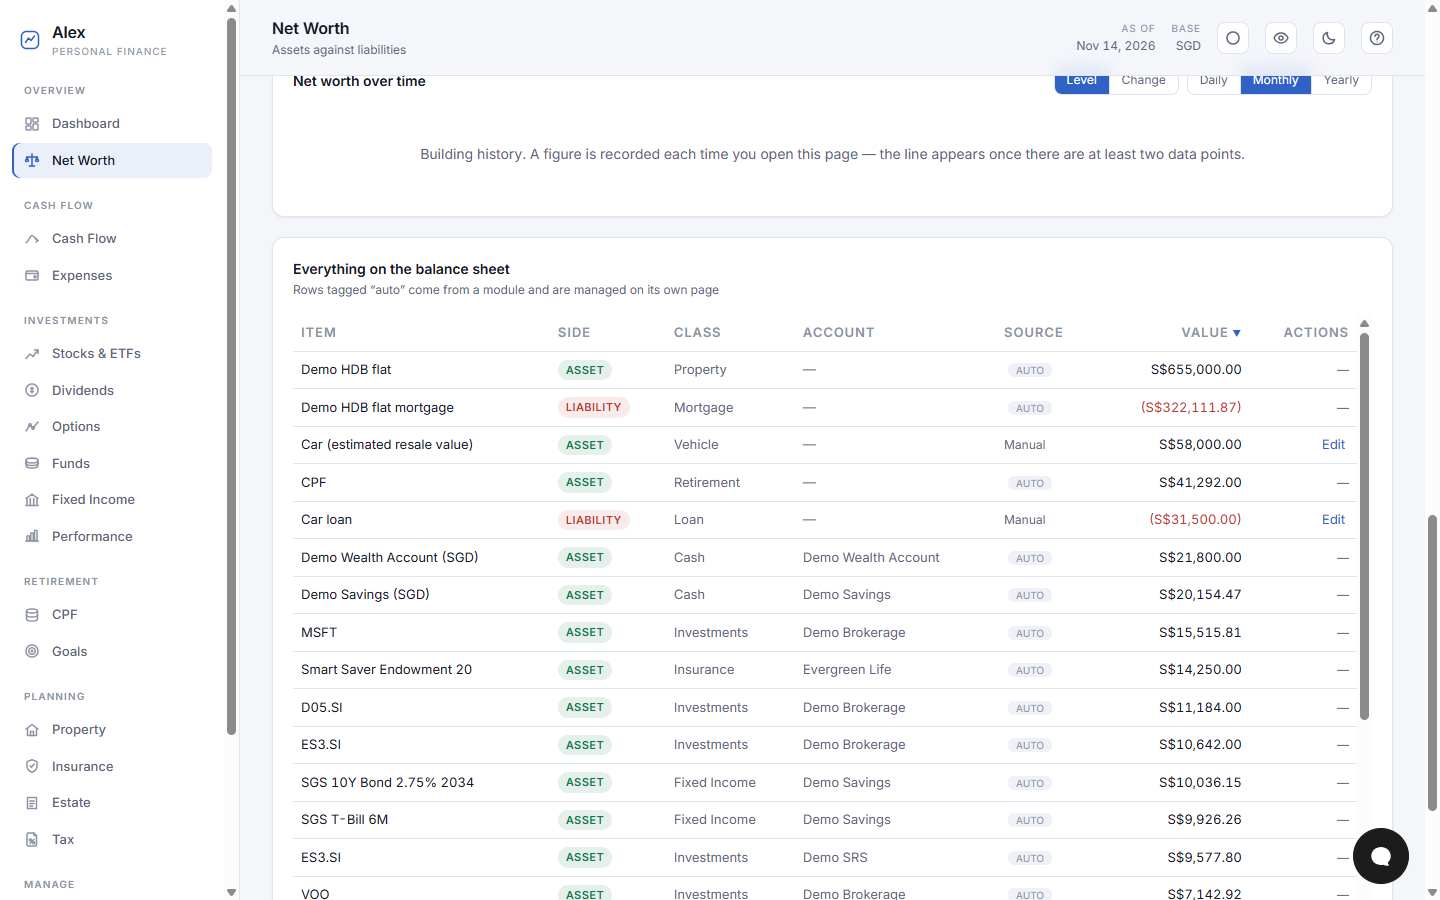 Alex
PERSONAL FINANCE
OVERVIEW
Dashboard
Net Worth
CASH FLOW
Cash Flow
Expenses
INVESTMENTS
Stocks & ETFs
Dividends
Options
Funds
Fixed Income
Performance
RETIREMENT
CPF
Goals
PLANNING
Property
Insurance
Estate
Tax
MANAGE
Net Worth
Assets against liabilities
AS OF
Nov 14, 2026
BASE
SGD
Net worth over time
Level Change Daily Monthly Yearly
Building history. A figure is recorded each time you open this page — the line appears once there are at least two data points.
Everything on the balance sheet
Rows tagged “auto” come from a module and are managed on its own page
ITEM SIDE CLASS ACCOUNT SOURCE VALUE ▼ ACTIONS
Demo HDB flat ASSET Property — AUTO S$655,000.00 —
Demo HDB flat mortgage LIABILITY Mortgage — AUTO (S$322,111.87) —
Car (estimated resale value) ASSET Vehicle — Manual S$58,000.00 Edit
CPF ASSET Retirement — AUTO S$41,292.00 —
Car loan LIABILITY Loan — Manual (S$31,500.00) Edit
Demo Wealth Account (SGD) ASSET Cash Demo Wealth Account AUTO S$21,800.00 —
Demo Savings (SGD) ASSET Cash Demo Savings AUTO S$20,154.47 —
MSFT ASSET Investments Demo Brokerage AUTO S$15,515.81 —
Smart Saver Endowment 20 ASSET Insurance Evergreen Life AUTO S$14,250.00 —
D05.SI ASSET Investments Demo Brokerage AUTO S$11,184.00 —
ES3.SI ASSET Investments Demo Brokerage AUTO S$10,642.00 —
SGS 10Y Bond 2.75% 2034 ASSET Fixed Income Demo Savings AUTO S$10,036.15 —
SGS T-Bill 6M ASSET Fixed Income Demo Savings AUTO S$9,926.26 —
ES3.SI ASSET Investments Demo SRS AUTO S$9,577.80 —
VOO ASSET Investments Demo Brokerage AUTO S$7,142.92 —